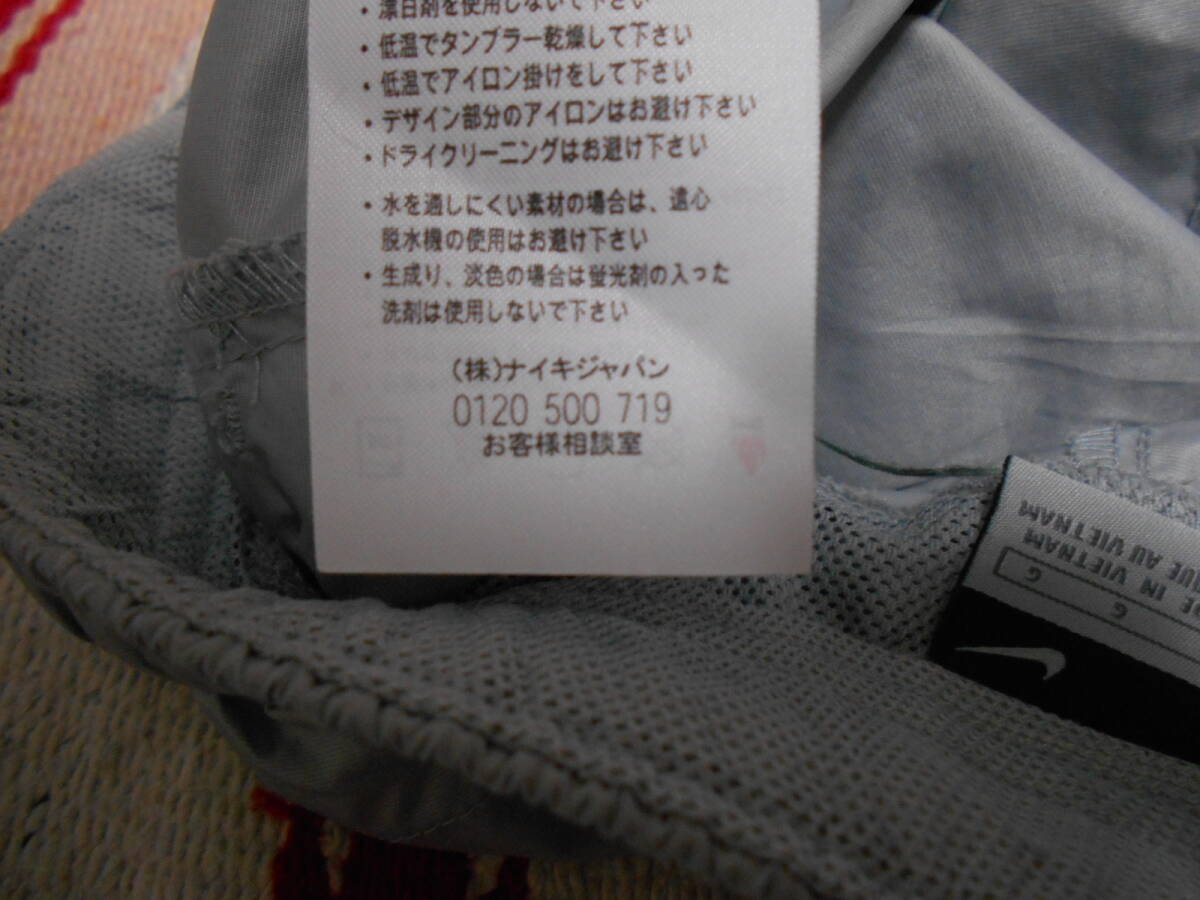 ・漂白剤を使用しないで下さい
・低温でタンブラー乾燥して下さい
・低温でアイロン掛けをして下さい
・デザイン部分のアイロンはお避け下さい
・ドライクリーニングはお避け下さい
・水を通しにくい素材の場合は、遠心
脱水機の使用はお避け下さい
・生成り、淡色の場合は螢光剤の入った
洗剤は使用しないで下さい
(株)ナイキジャパン
0120 500 719
お客様相談室
IN VIETNAM
AU VIETNAM
G
G